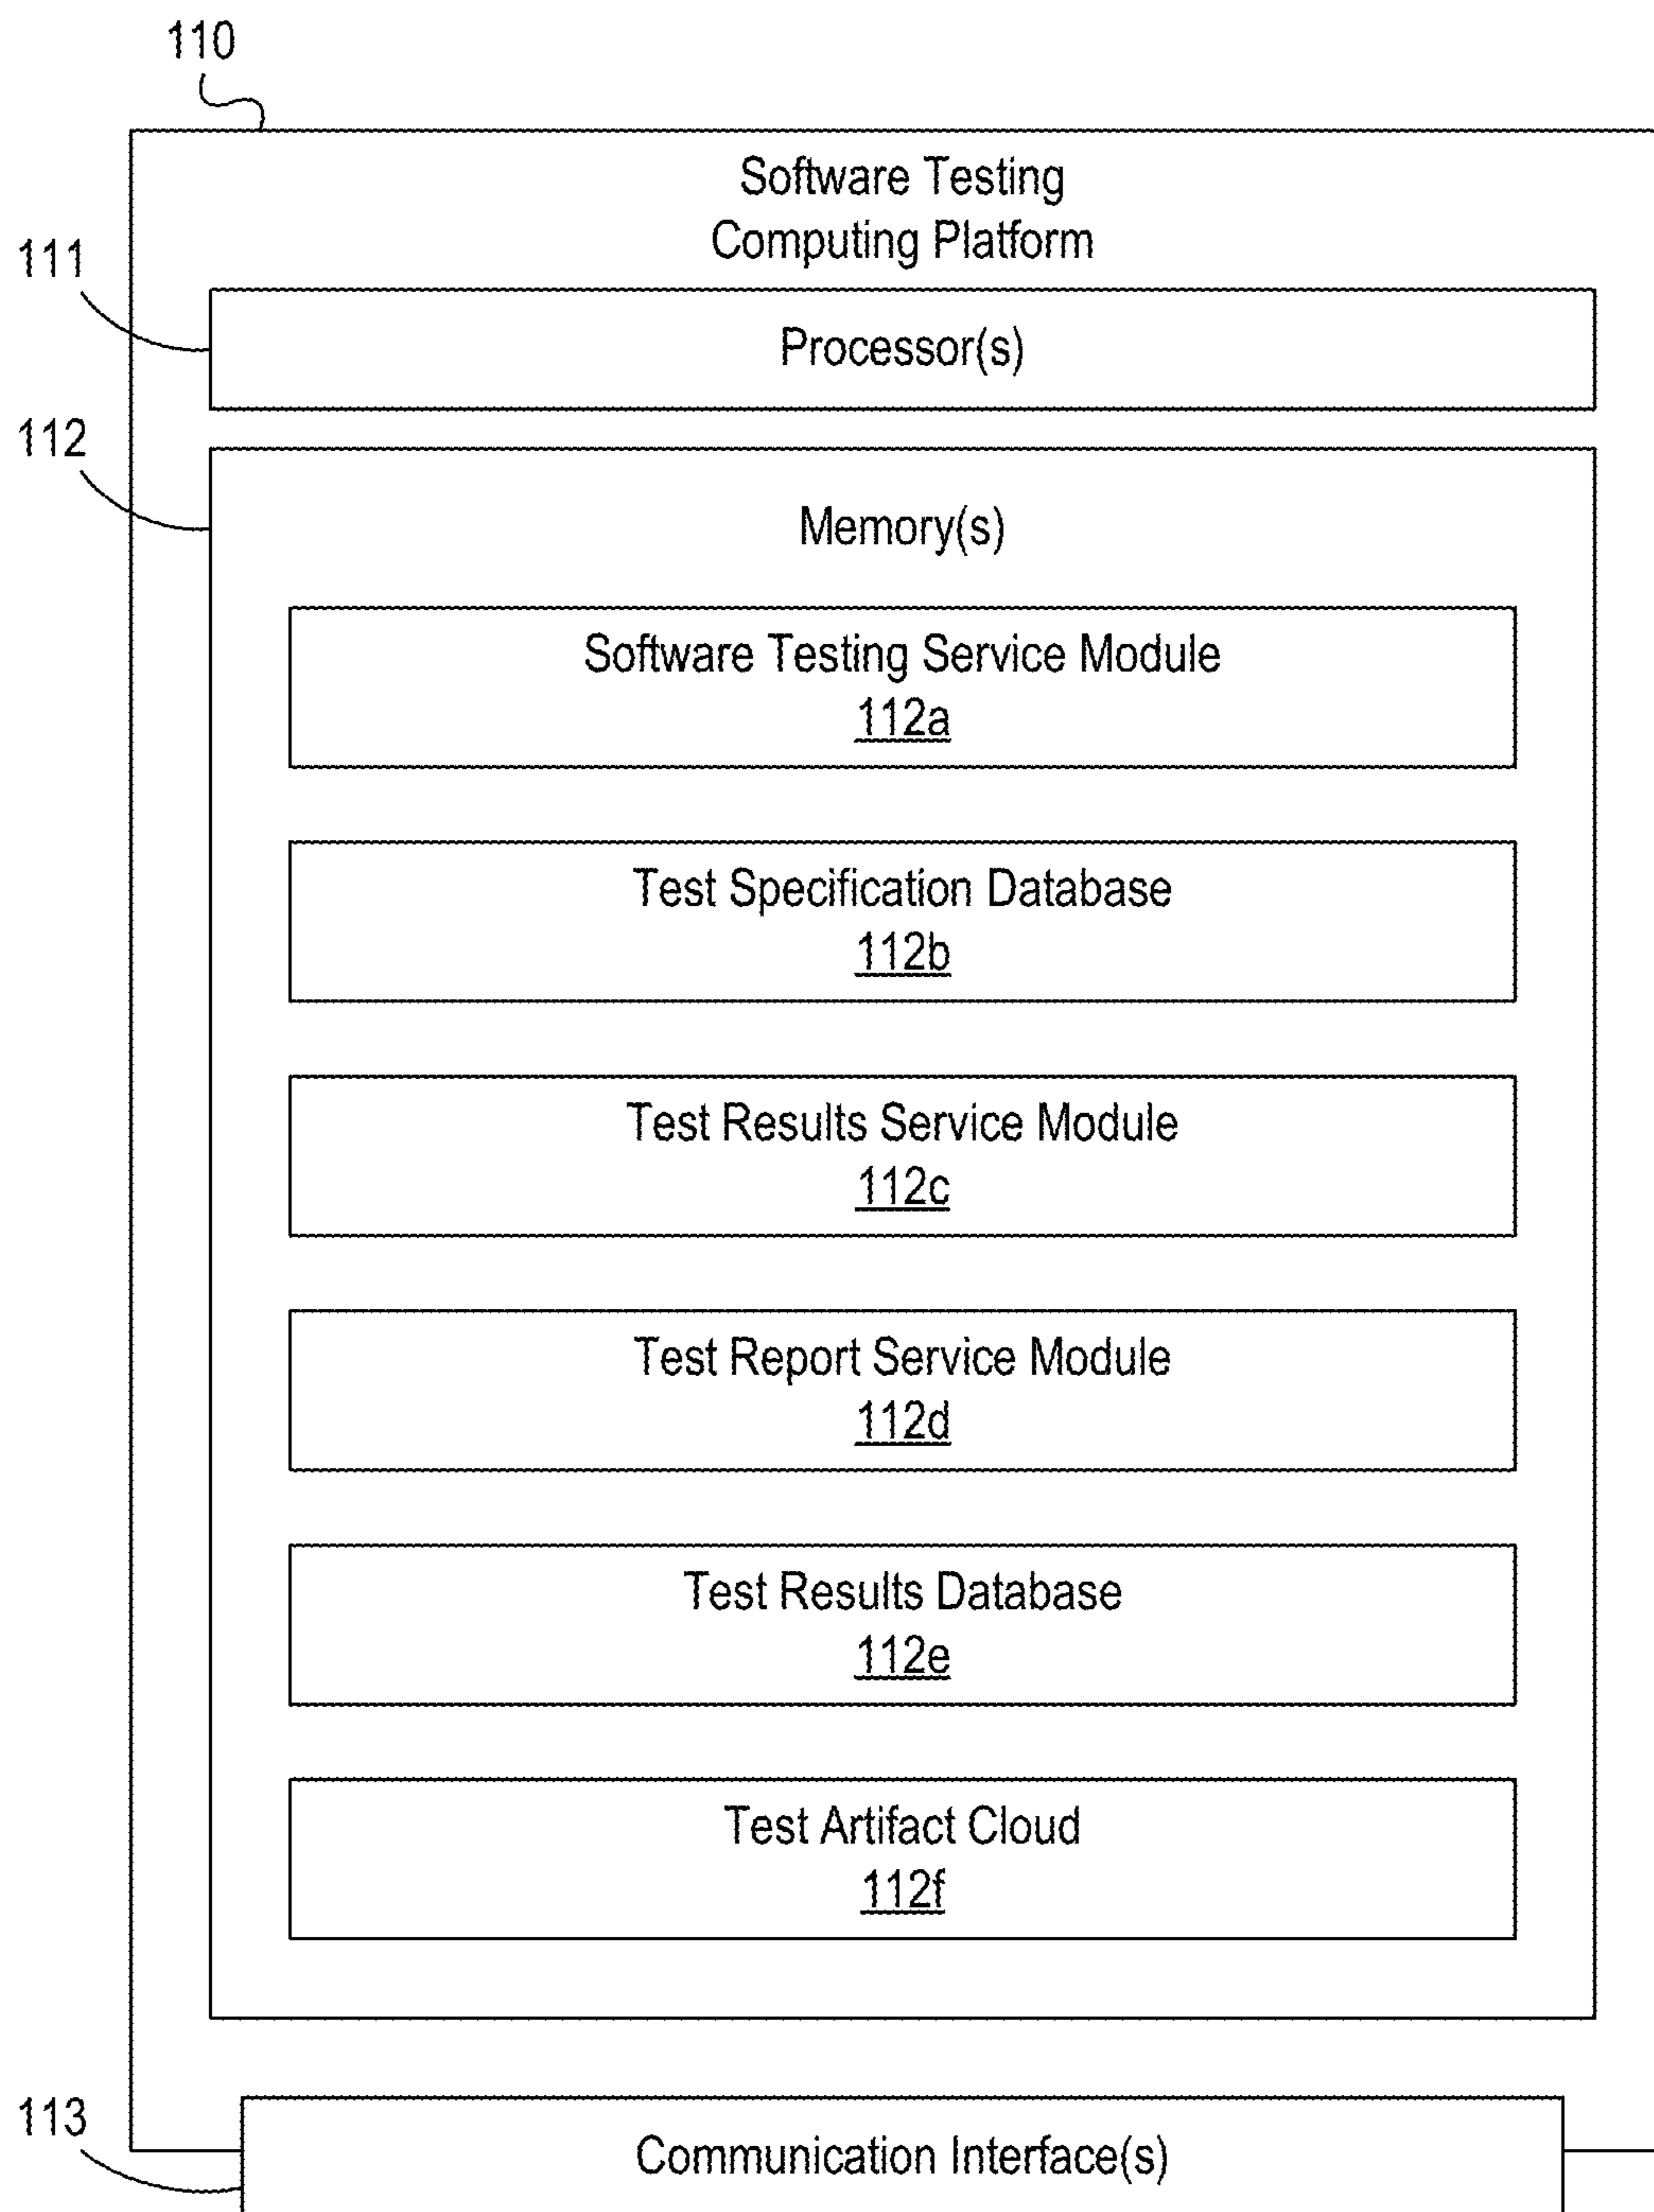 110
Software Testing
Computing Platform
111
Processor(s)
112
Memory(s)
Software Testing Service Module
112a
Test Specification Database
112b
Test Results Service Module
112c
Test Report Service Module
112d
Test Results Database
112e
Test Artifact Cloud
112f
113
Communication Interface(s)